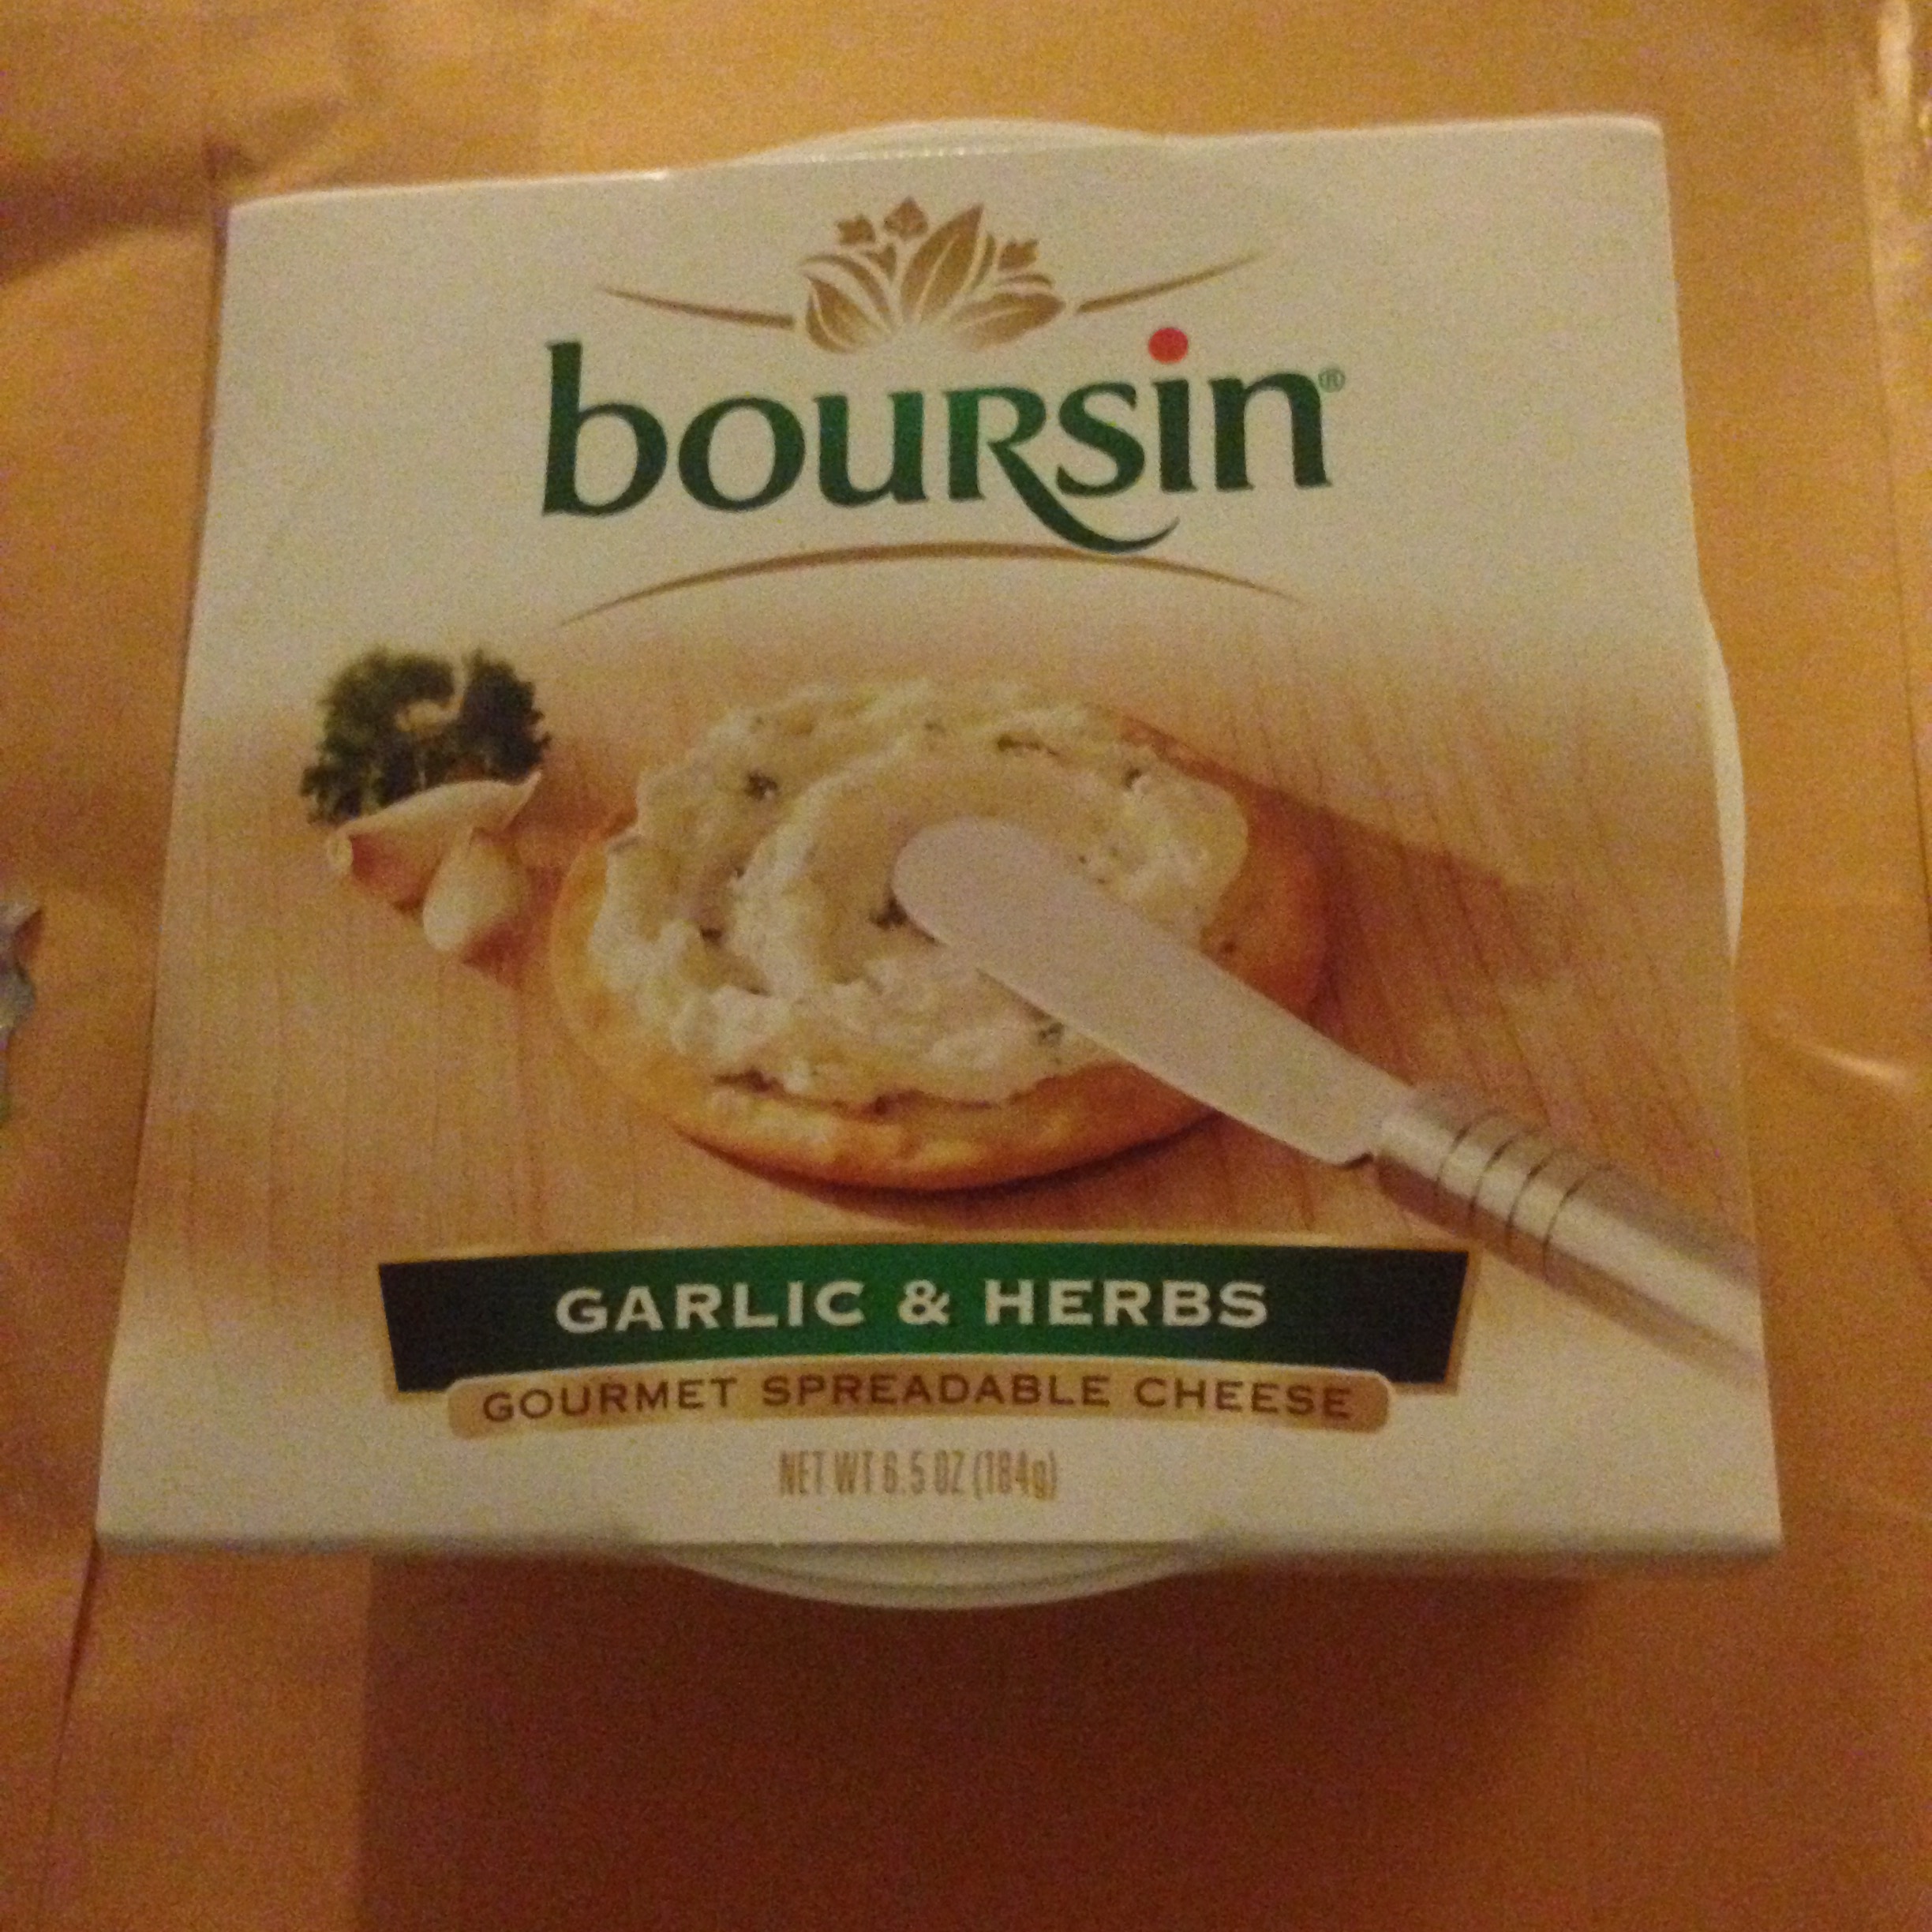 boursin®
GARLIC & HERBS
GOURMET SPREADABLE CHEESE
NET WT 6.5 OZ (184g)